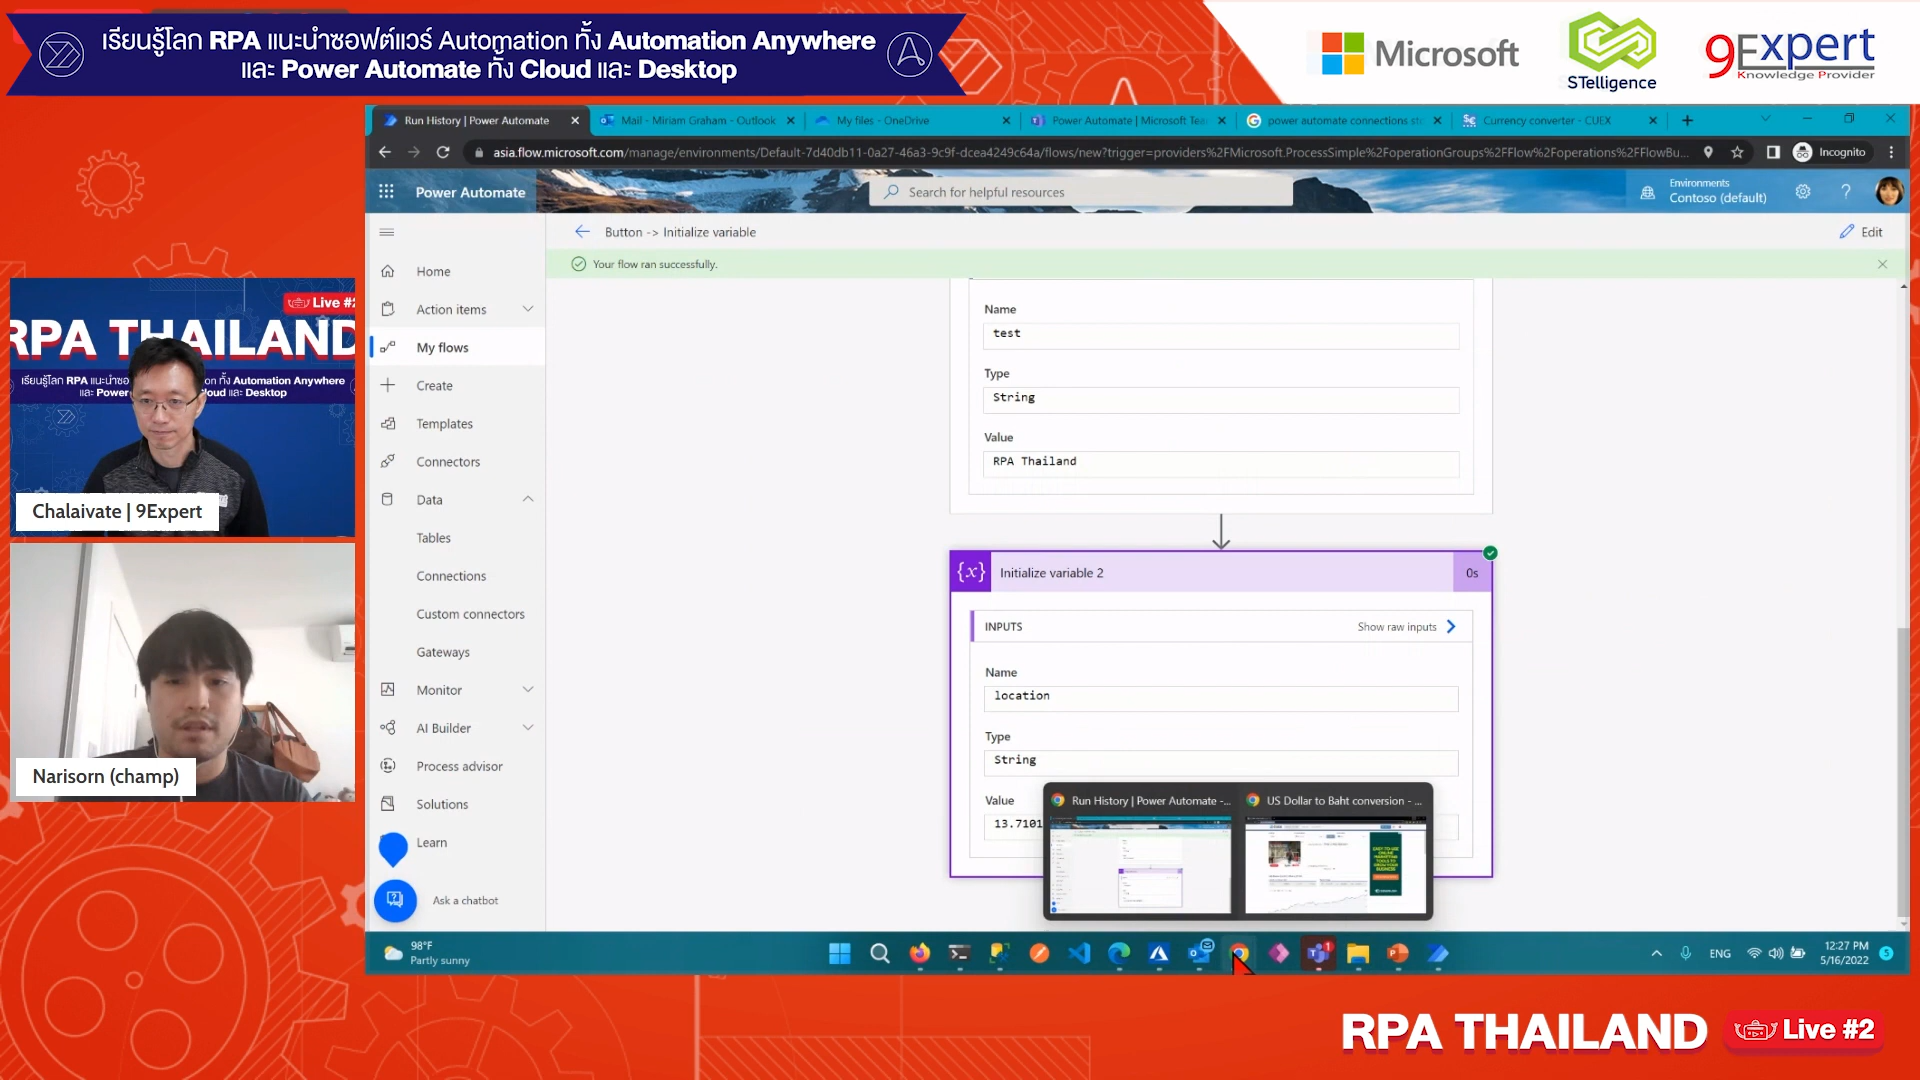 เรียนรู้โลก RPA แนะนำซอฟต์แวร์ Automation ทั้ง Automation Anywhere
และ Power Automate ทั้ง Cloud และ Desktop
Microsoft
STelligence
9Expert
Knowledge Provider
Run History | Power Automate
Mail - Miriam Graham - Outlook
My files - OneDrive
Power Automate | Microsoft Tea
power automate connections sto
Currency converter - CUEX
asia.flow.microsoft.com/manage/environments/Default-7d40db11-0a27-46a3-9c9f-dcea4249c64a/flows/new?trigger=providers%2FMicrosoft.ProcessSimple%2FoperationGroups%2FFlow%2Foperations%2FFlowBu...
Incognito
Power Automate
Search for helpful resources
Environments
Contoso (default)
Button -> Initialize variable
Edit
Your flow ran successfully.
Home
Action items
My flows
Create
Templates
Connectors
Data
Tables
Connections
Custom connectors
Gateways
Monitor
AI Builder
Process advisor
Solutions
Learn
Ask a chatbot
Name
test
Type
String
Value
RPA Thailand
{x}
Initialize variable 2
0s
INPUTS
Show raw inputs
Name
location
Type
String
Value
13.7101
Run History | Power Automate -...
US Dollar to Baht conversion - ...
98°F
Partly sunny
1
ENG
12:27 PM
5/16/2022
5
Live #2
RPA THAILAND
เรียนรู้โลก RPA แนะนำซอ
on ทั้ง Automation Anywhere
และ Power
loud และ Desktop
Chalaivate | 9Expert
Narisorn (champ)
RPA THAILAND
Live #2